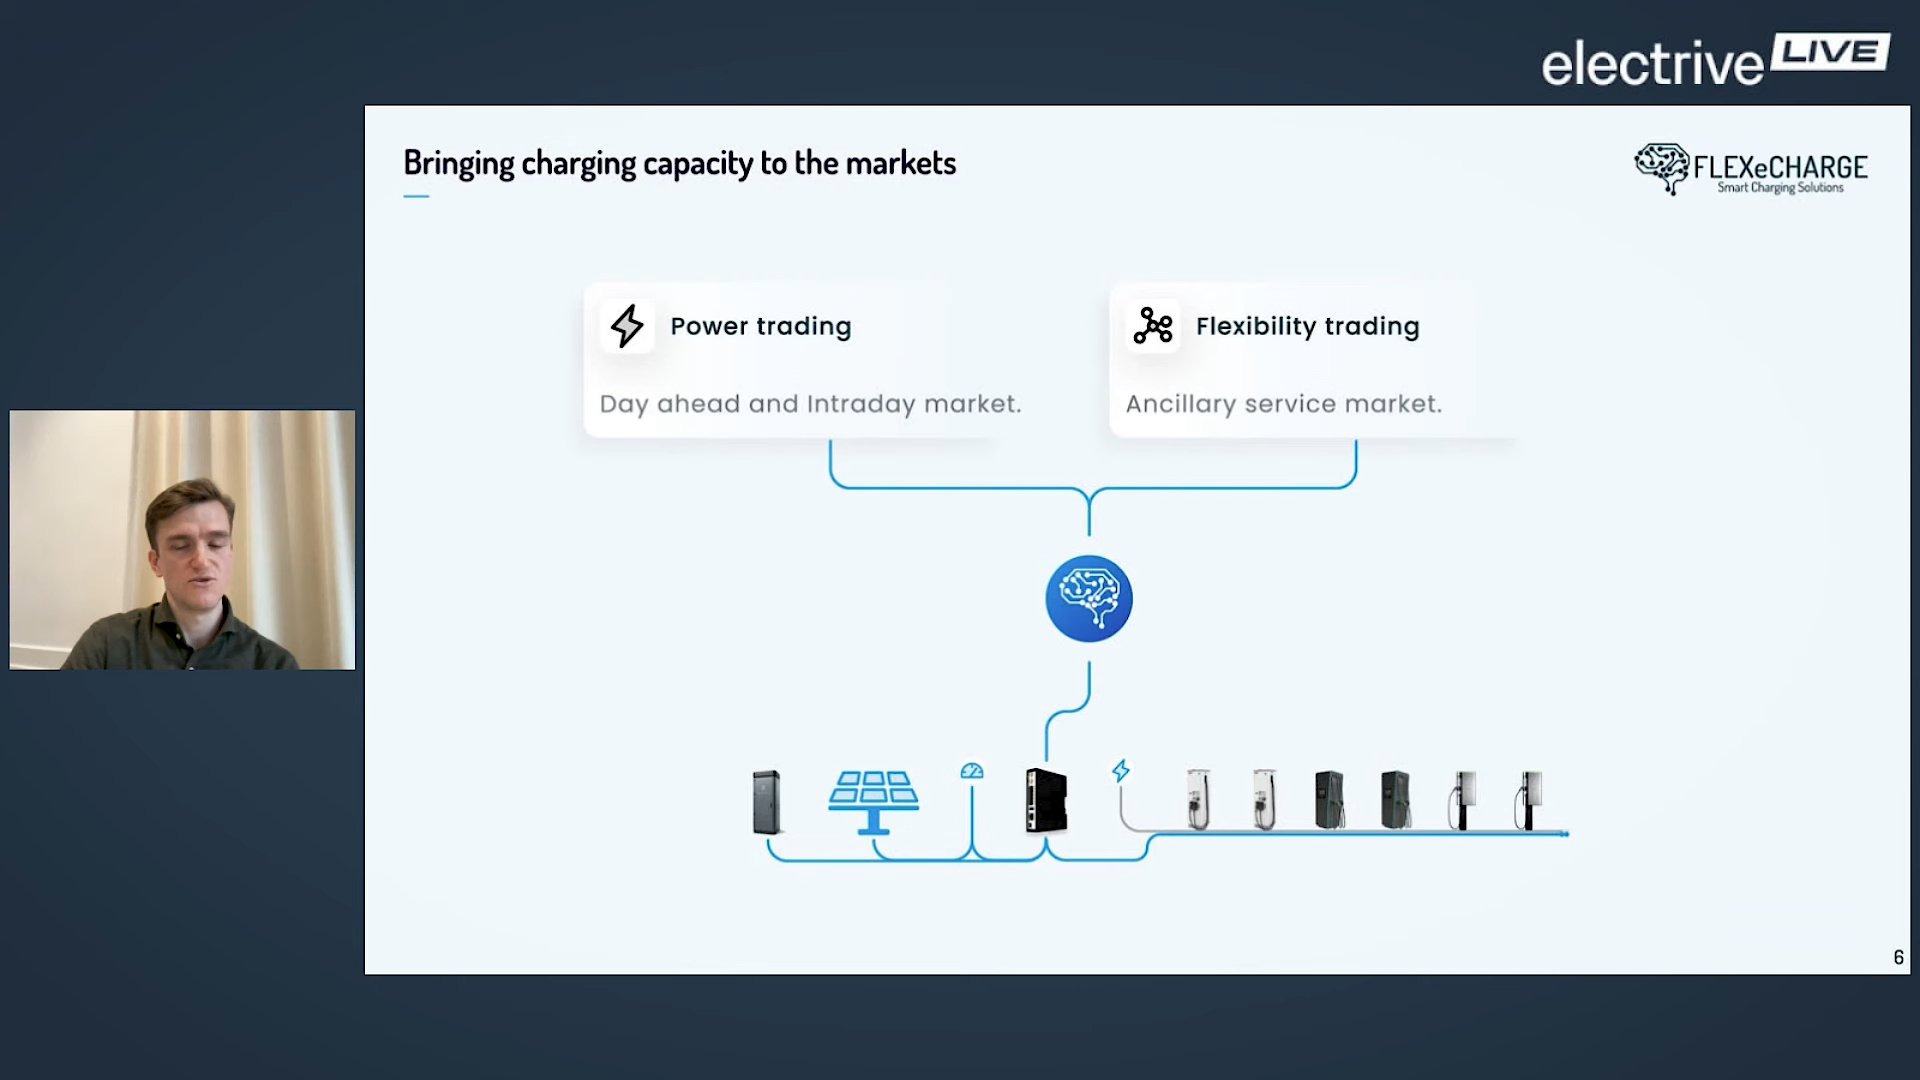 electrive LIVE
Bringing charging capacity to the markets
FLEXeCHARGE
Smart Charging Solutions
Power trading
Day ahead and Intraday market.
Flexibility trading
Ancillary service market.
6